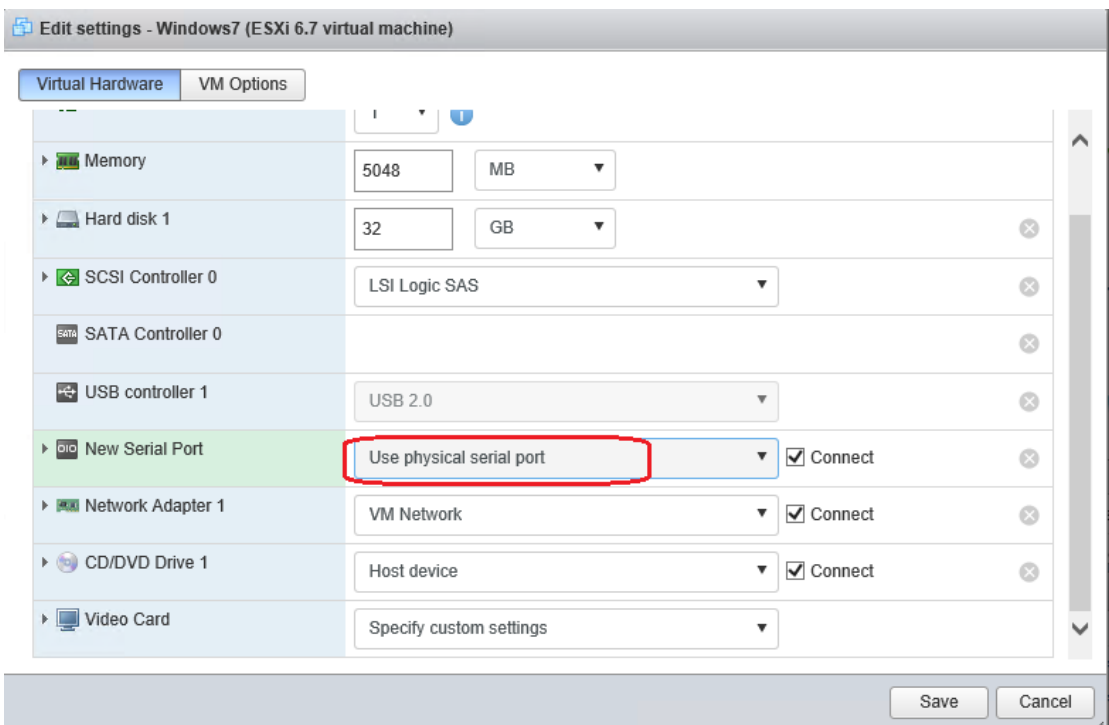 Edit settings - Windows7 (ESXi 6.7 virtual machine)
Virtual Hardware VM Options
Memory 5048 MB
Hard disk 1 32 GB
SCSI Controller 0 LSI Logic SAS
SATA SATA Controller 0
USB controller 1 USB 2.0
New Serial Port Use physical serial port Connect
Network Adapter 1 VM Network Connect
CD/DVD Drive 1 Host device Connect
Video Card Specify custom settings
Save Cancel